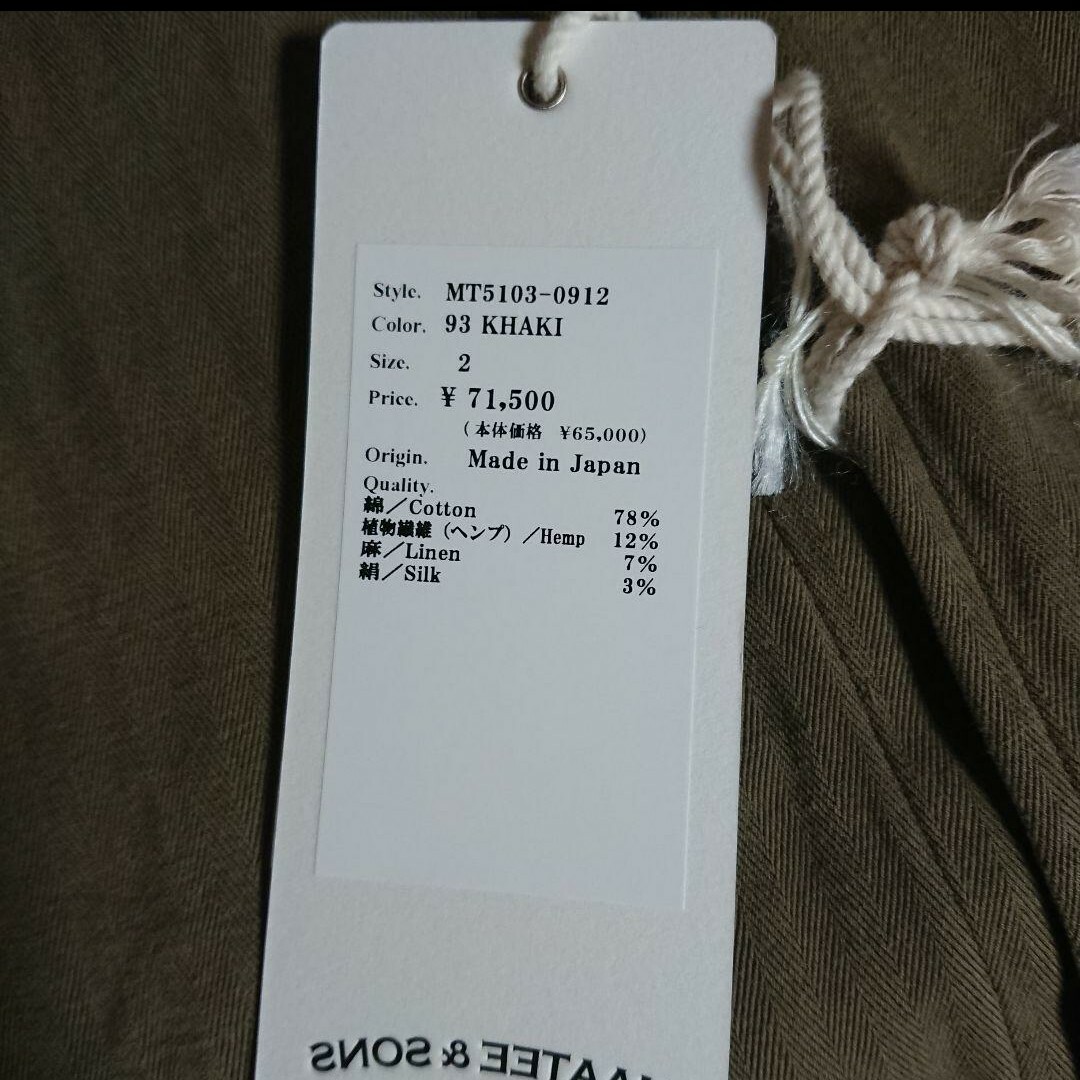 Style. MT5103-0912
Color. 93 KHAKI
Size. 2
Price. ¥ 71,500
(本体価格 ¥65,000)
Origin. Made in Japan
Quality.
綿/Cotton 78%
植物繊維(ヘンプ)/Hemp 12%
麻/Linen 7%
絹/Silk 3%
AATEE & SONS